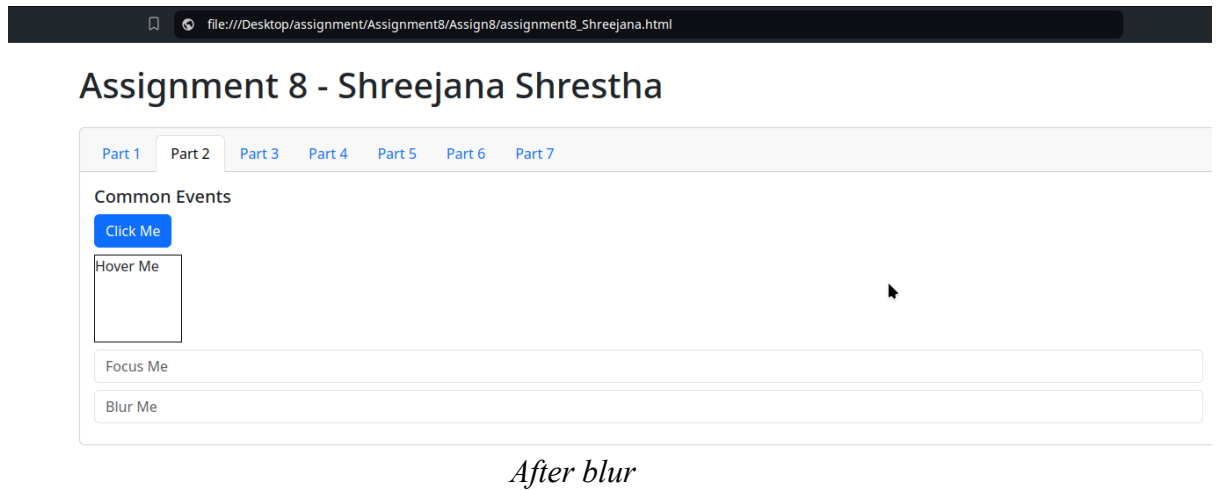 file:///Desktop/assignment/Assignment8/Assign8/assignment8_Shreejana.html
Assignment 8 - Shreejana Shrestha
Part 1 Part 2 Part 3 Part 4 Part 5 Part 6 Part 7
Common Events
Click Me
Hover Me
Focus Me
Blur Me
After blur